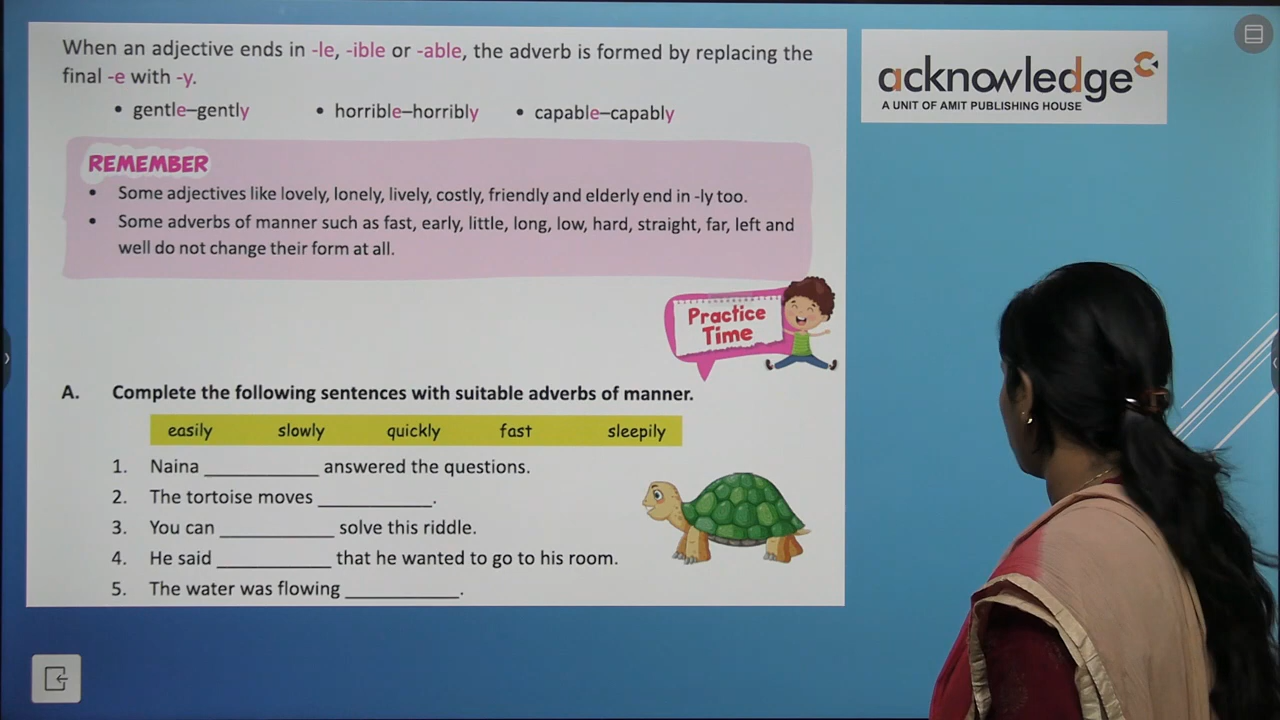 When an adjective ends in -le, -ible or -able, the adverb is formed by replacing the
final -e with -y.
• gentle–gently • horrible–horribly • capable–capably
REMEMBER
• Some adjectives like lovely, lonely, lively, costly, friendly and elderly end in -ly too.
• Some adverbs of manner such as fast, early, little, long, low, hard, straight, far, left and
well do not change their form at all.
Practice
Time
A. Complete the following sentences with suitable adverbs of manner.
easily slowly quickly fast sleepily
1. Naina ____________ answered the questions.
2. The tortoise moves ____________.
3. You can ____________ solve this riddle.
4. He said ____________ that he wanted to go to his room.
5. The water was flowing ____________.
acknowledge
A UNIT OF AMIT PUBLISHING HOUSE